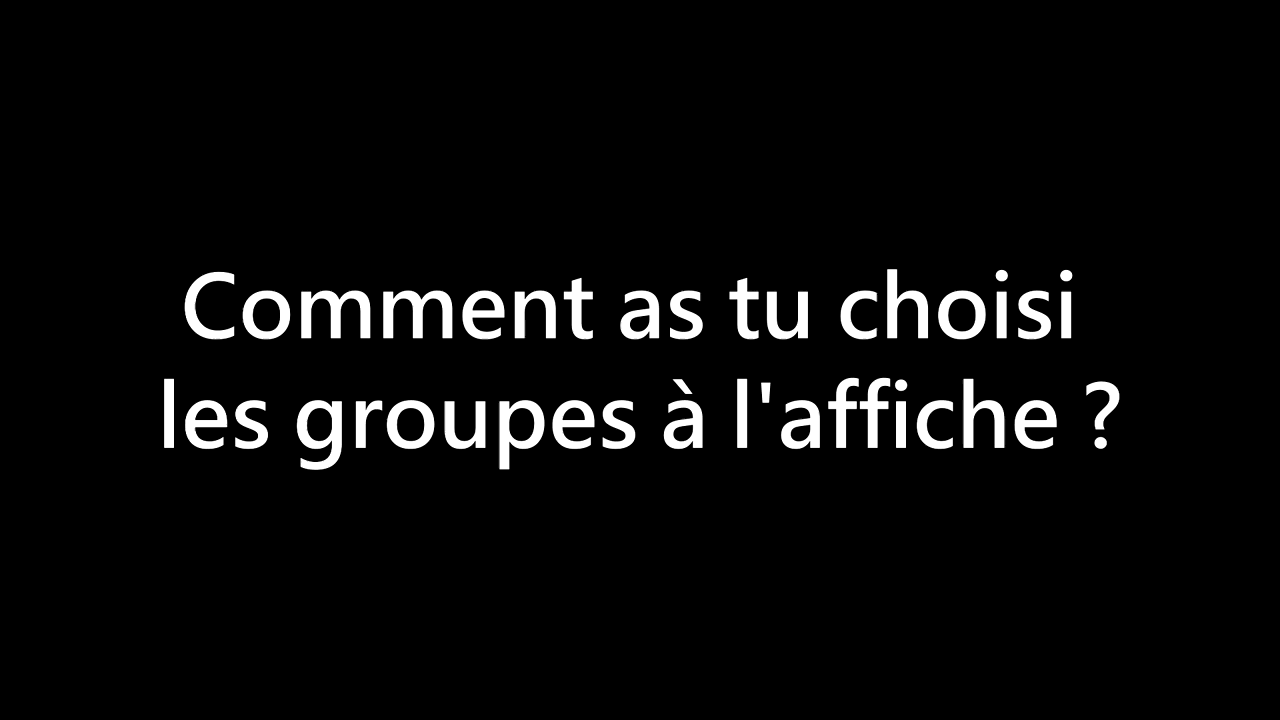 Comment as tu choisi
les groupes à l'affiche ?